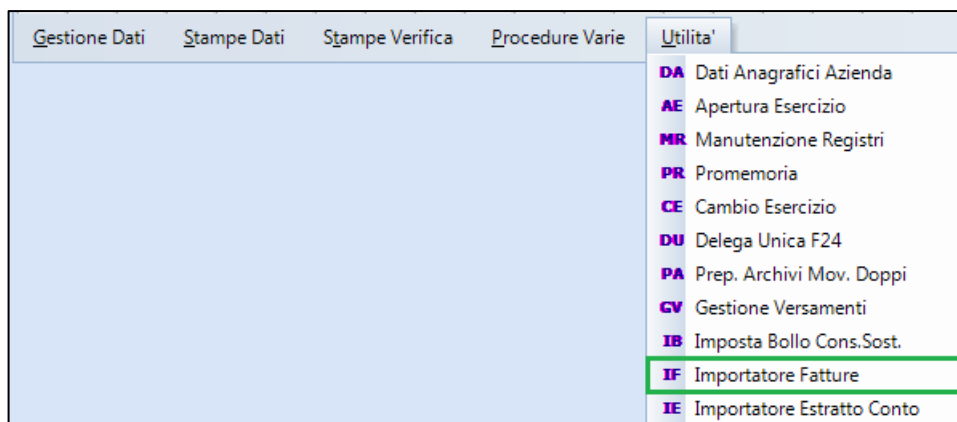 Gestione Dati Stampe Dati Stampe Verifica Procedure Varie Utilita'
DA Dati Anagrafici Azienda
AE Apertura Esercizio
MR Manutenzione Registri
PR Promemoria
CE Cambio Esercizio
DU Delega Unica F24
PA Prep. Archivi Mov. Doppi
GV Gestione Versamenti
IB Imposta Bollo Cons.Sost.
IF Importatore Fatture
IE Importatore Estratto Conto